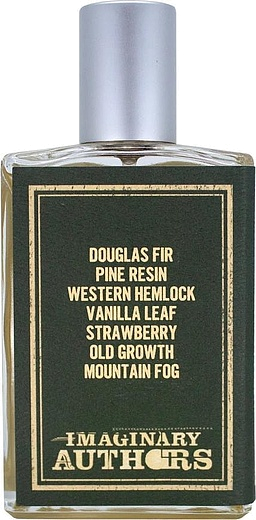 DOUGLAS FIR
PINE RESIN
WESTERN HEMLOCK
VANILLA LEAF
STRAWBERRY
OLD GROWTH
MOUNTAIN FOG
IMAGINARY
AUTHORS